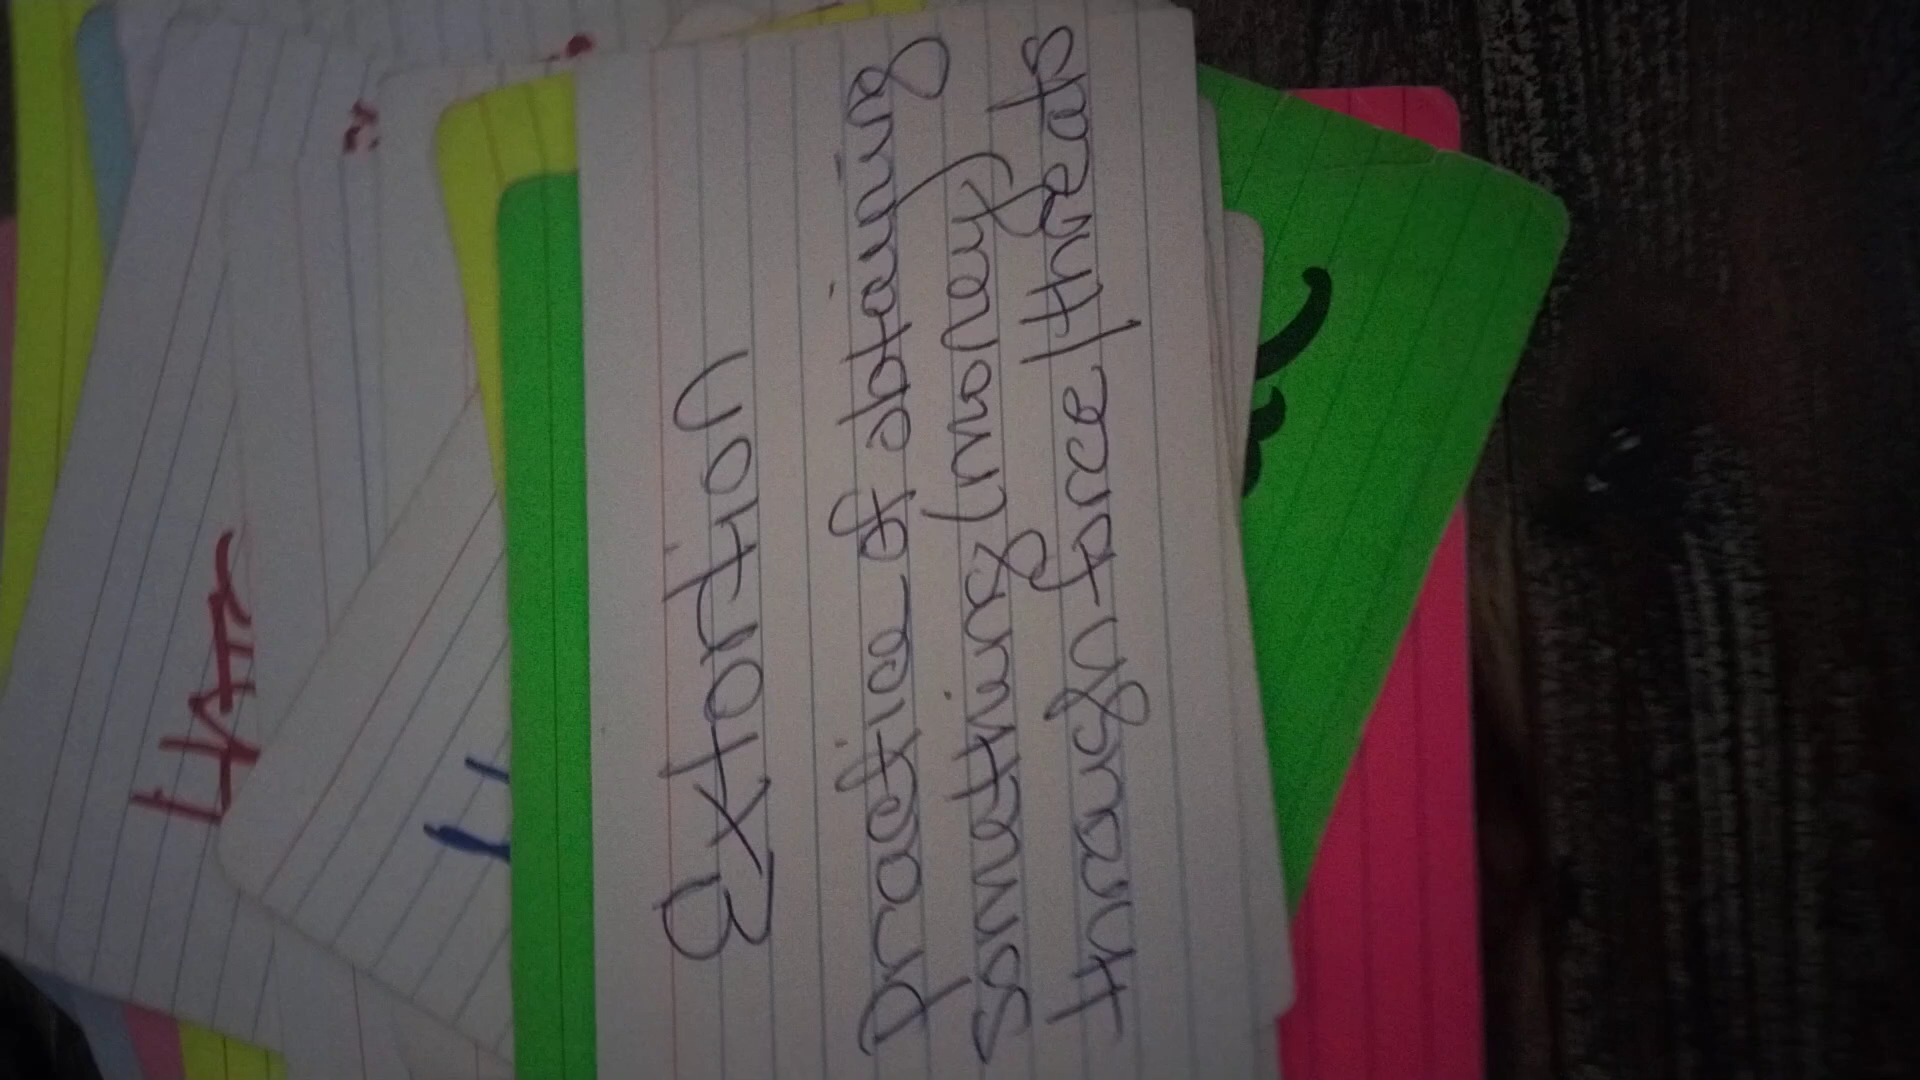 Extortion
practice of obtaining
something (money)
through force/threats